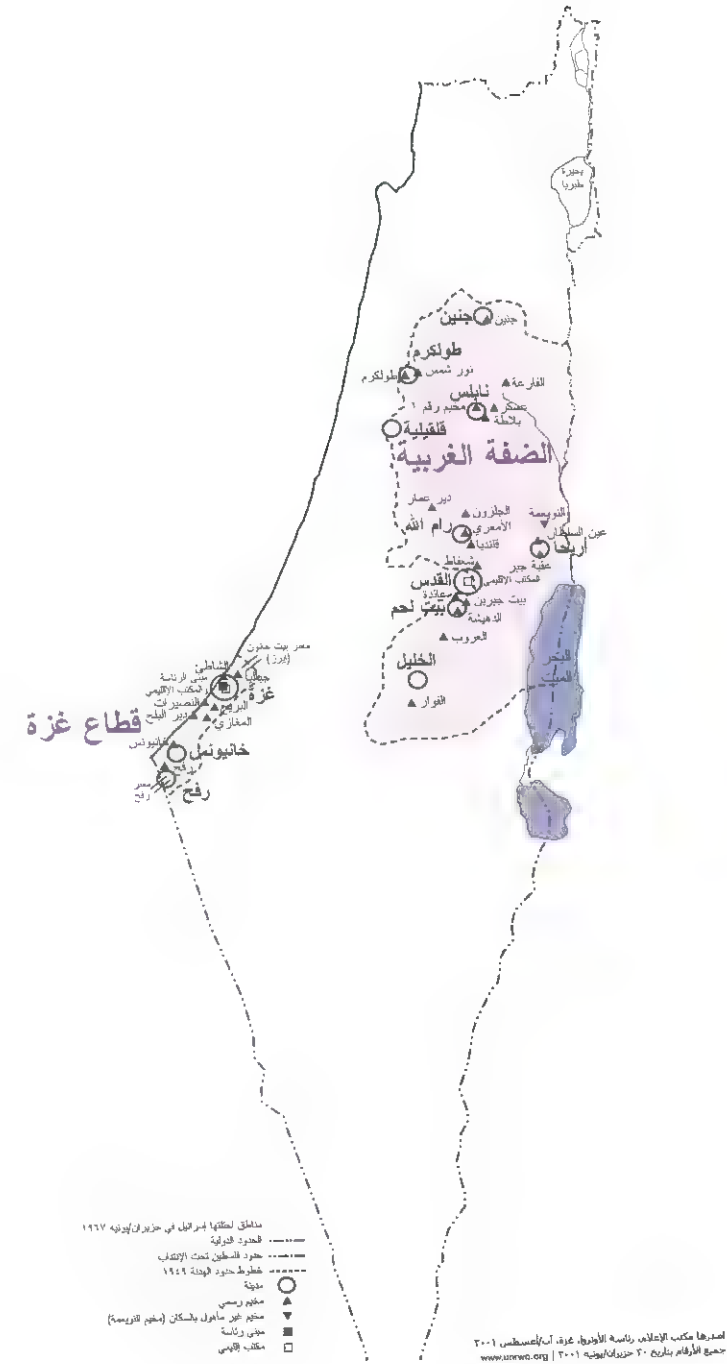 بحيرة
طبريا
جنين
جنين
طولكرم
نور شمس
طولكرم
الفارعة
نابلس
عسكر
مخيم رقم ١
بلاطة
قلقيلية
الضفة الغربية
دير عمار
الجلزون
النويعمة
رام الله
الأمعري
عين السلطان
قلنديا
أريحا
شعفاط
عقبة جبر
القدس
المكتب الإقليمي
عائدة
بيت جبرين
بيت لحم
الدهيشة
العروب
معبر بيت حانون
(إيرز)
الخليل
البحر
الميت
الشاطئ
جباليا
مبنى الرئاسة
والمكتب الإقليمي
غزة
النصيرات
البريج
الفوار
قطاع غزة
دير البلح
المغازي
خانيونس
خانيونس
رفح
معبر
رفح
رفح
مناطق احتلتها إسرائيل في حزيران/يونيه ١٩٦٧
الحدود الدولية
حدود فلسطين تحت الإنتداب
خطوط حدود الهدنة ١٩٤٩
مدينة
مخيم رسمي
مخيم غير مأهول بالسكان (مخيم النويعمة)
مبنى رئاسة
مكتب إقليمي
اصدرها مكتب الإعلام، رئاسة الأونروا، غزة، آب/أغسطس ٢٠٠١
جميع الأرقام بتاريخ ٣٠ حزيران/يونيه ٢٠٠١ | www.unrwa.org